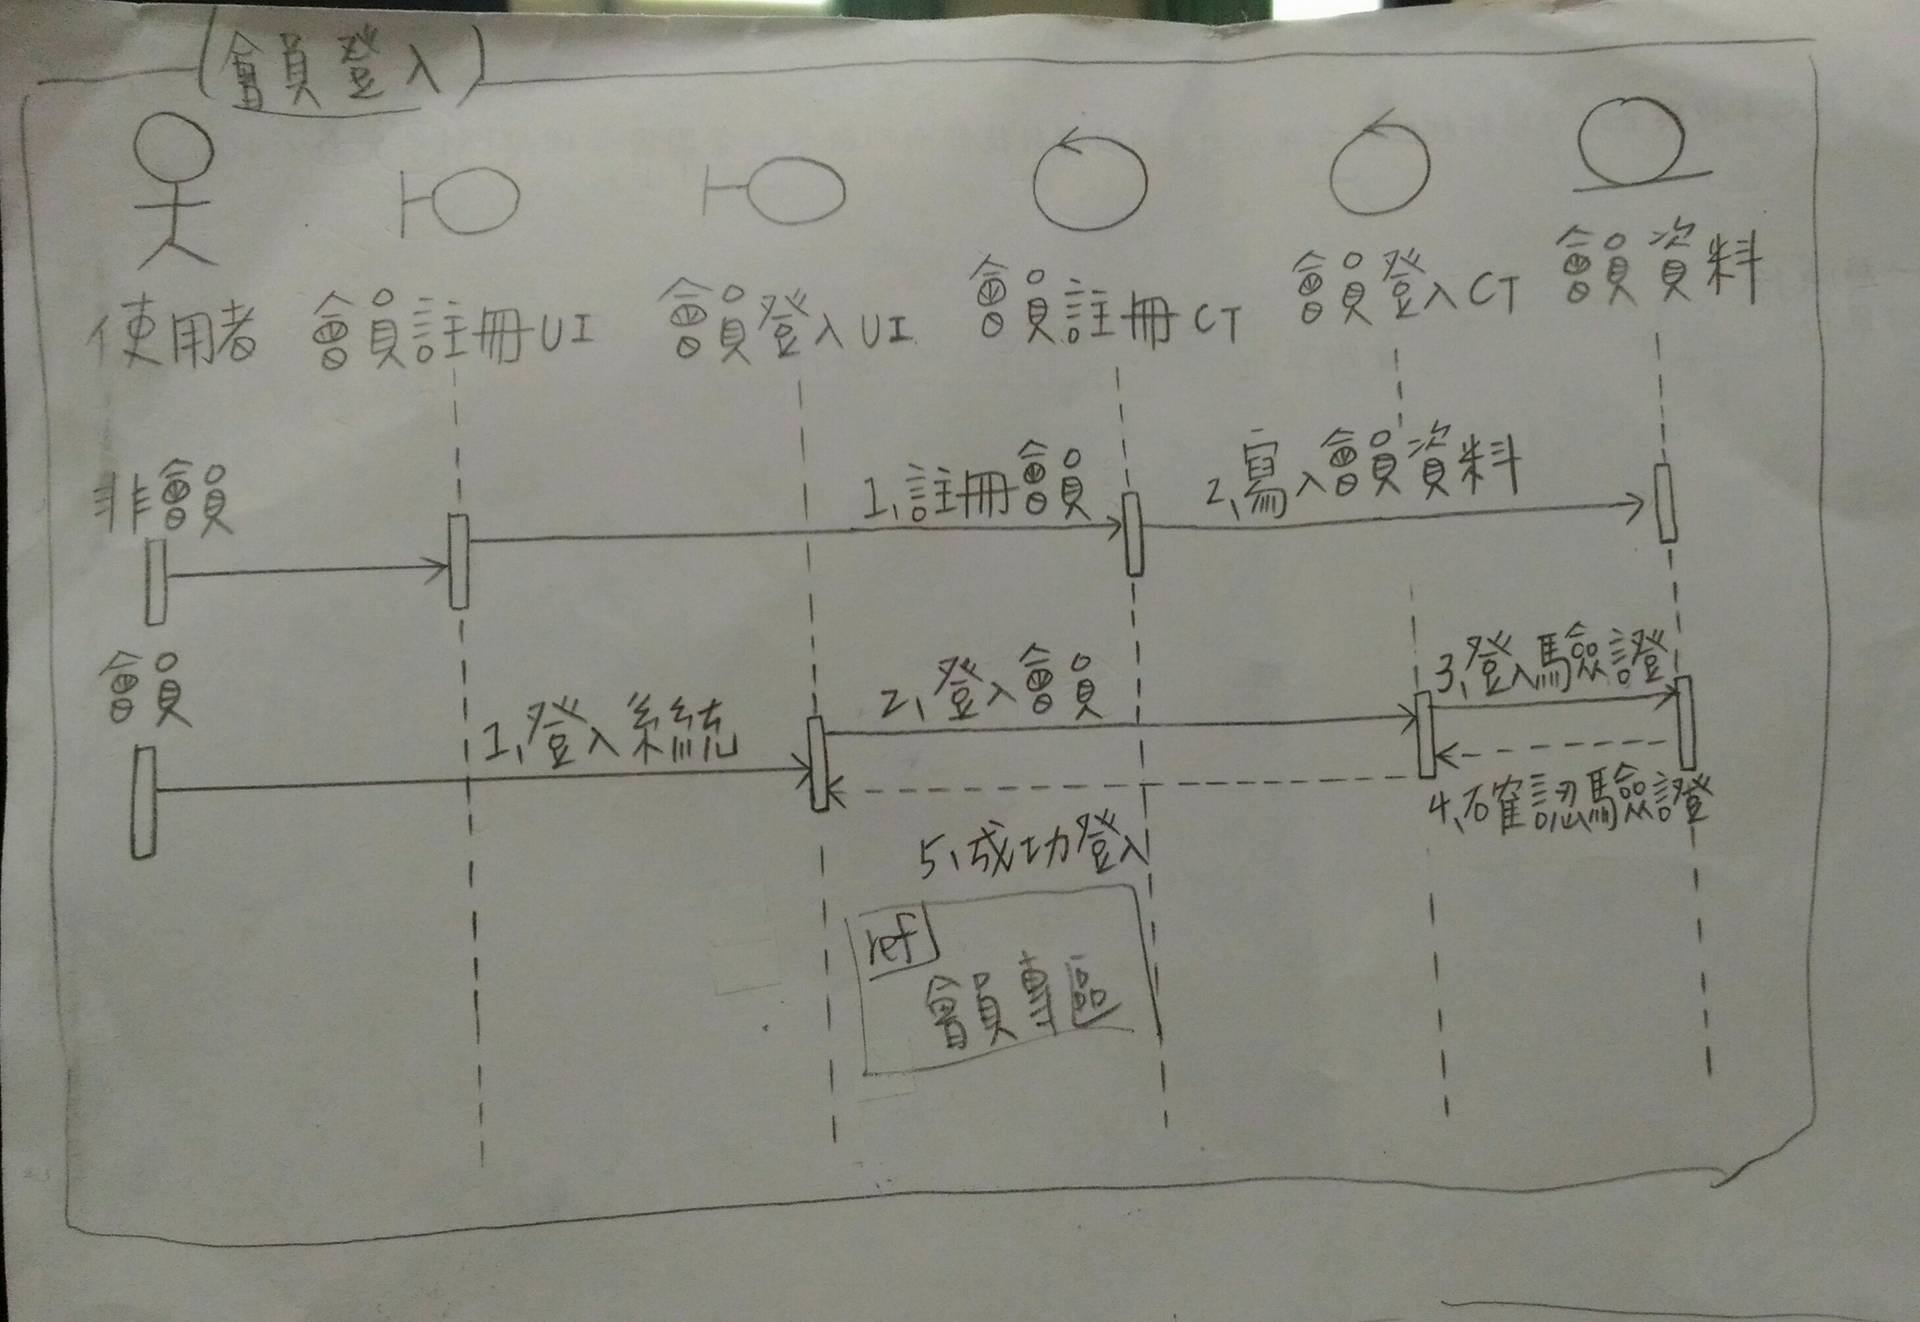 (會員登入)
使用者 會員註冊UI 會員登入UI 會員註冊CT 會員登入CT 會員資料
非會員
1、註冊會員
2、寫入會員資料
會員
1、登入系統
2、登入會員
3、登入驗證
4、確認驗證
5、成功登入
ref
會員專區